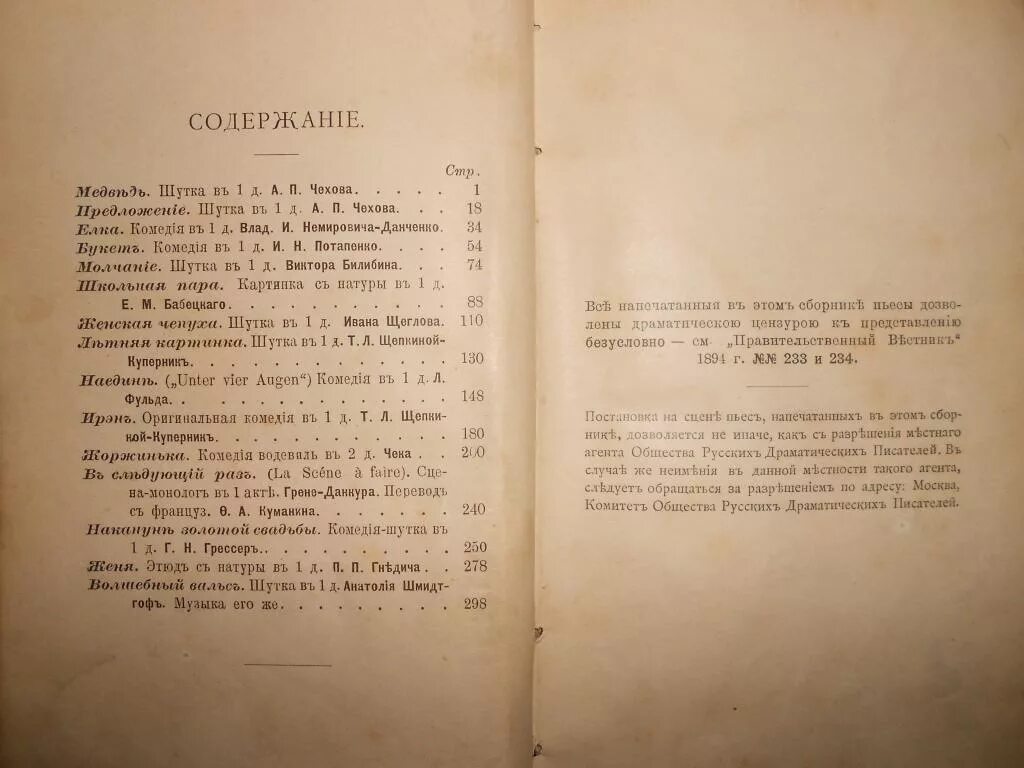 СОДЕРЖАНІЕ.
Стр.
Медвѣдь. Шутка въ 1 д. А. П. Чехова. . . . . 1
Предложеніе. Шутка въ 1 д. А. П. Чехова. . . 18
Елка. Комедія въ 1 д. Влад. И. Немировича-Данченко. 34
Букетъ. Комедія въ 1 д. И. Н. Потапенко. . . . 54
Молчаніе. Шутка въ 1 д. Виктора Билибина. . . 74
Школьная пара. Картинка съ натуры въ 1 д.
Е. М. Бабецкаго. . . . . . . . . . 88
Женская чепуха. Шутка въ 1 д. Ивана Щеглова. 110
Лѣтняя картинка. Шутка въ 1 д. Т. Л. Щепкиной-
Куперникъ. . . . . . . . . . . . 130
Наединѣ. („Unter vier Augen“) Комедія въ 1 д. Л.
Фульда. . . . . . . . . . . . . 148
Ирэнъ. Оригинальная комедія въ 1 д. Т. Л. Щепки-
ной-Куперникъ. . . . . . . . . . . 180
Жоржинька. Комедія водевиль въ 2 д. Чека . . 200
Въ слѣдующій разъ. (La Scéne à faire). Сце-
на-монологъ въ 1 актѣ. Грене-Данкура. Переводъ
съ француз. Ѳ. А. Куманина. . . . . . . 240
Наканунѣ золотой свадьбы. Комедія-шутка въ
1 д. Г. Н. Грессеръ. . . . . . . . . . 250
Женя. Этюдъ съ натуры въ 1 д. П. П. Гнѣдича . . 278
Волшебный вальсъ. Шутка въ 1 д. Анатолія Шмидт-
гофъ. Музыка его же. . . . . . . . . 298
Всѣ напечатанныя въ этомъ сборникѣ пьесы дозво-
лены драматическою цензурою къ представленію
безусловно — см. „Правительственный Вѣстникъ“
1894 г. №№ 233 и 234.
Постановка на сценѣ пьесъ, напечатанныхъ въ этомъ сбор-
никѣ, дозволяется не иначе, какъ съ разрѣшенія мѣстнаго
агента Общества Русскихъ Драматическихъ Писателей. Въ
случаѣ же неимѣнія въ данной мѣстности такого агента,
слѣдуетъ обращаться за разрѣшеніемъ по адресу: Москва,
Комитетъ Общества Русскихъ Драматическихъ Писателей.